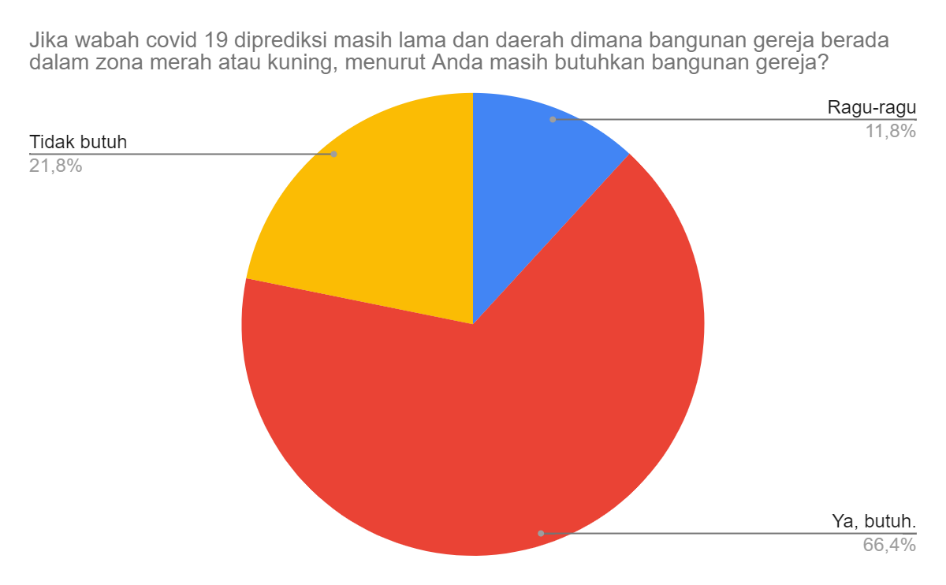 Jika wabah covid 19 diprediksi masih lama dan daerah dimana bangunan gereja berada
dalam zona merah atau kuning, menurut Anda masih butuhkan bangunan gereja?
Ragu-ragu
11,8%
Tidak butuh
21,8%
Ya, butuh.
66,4%